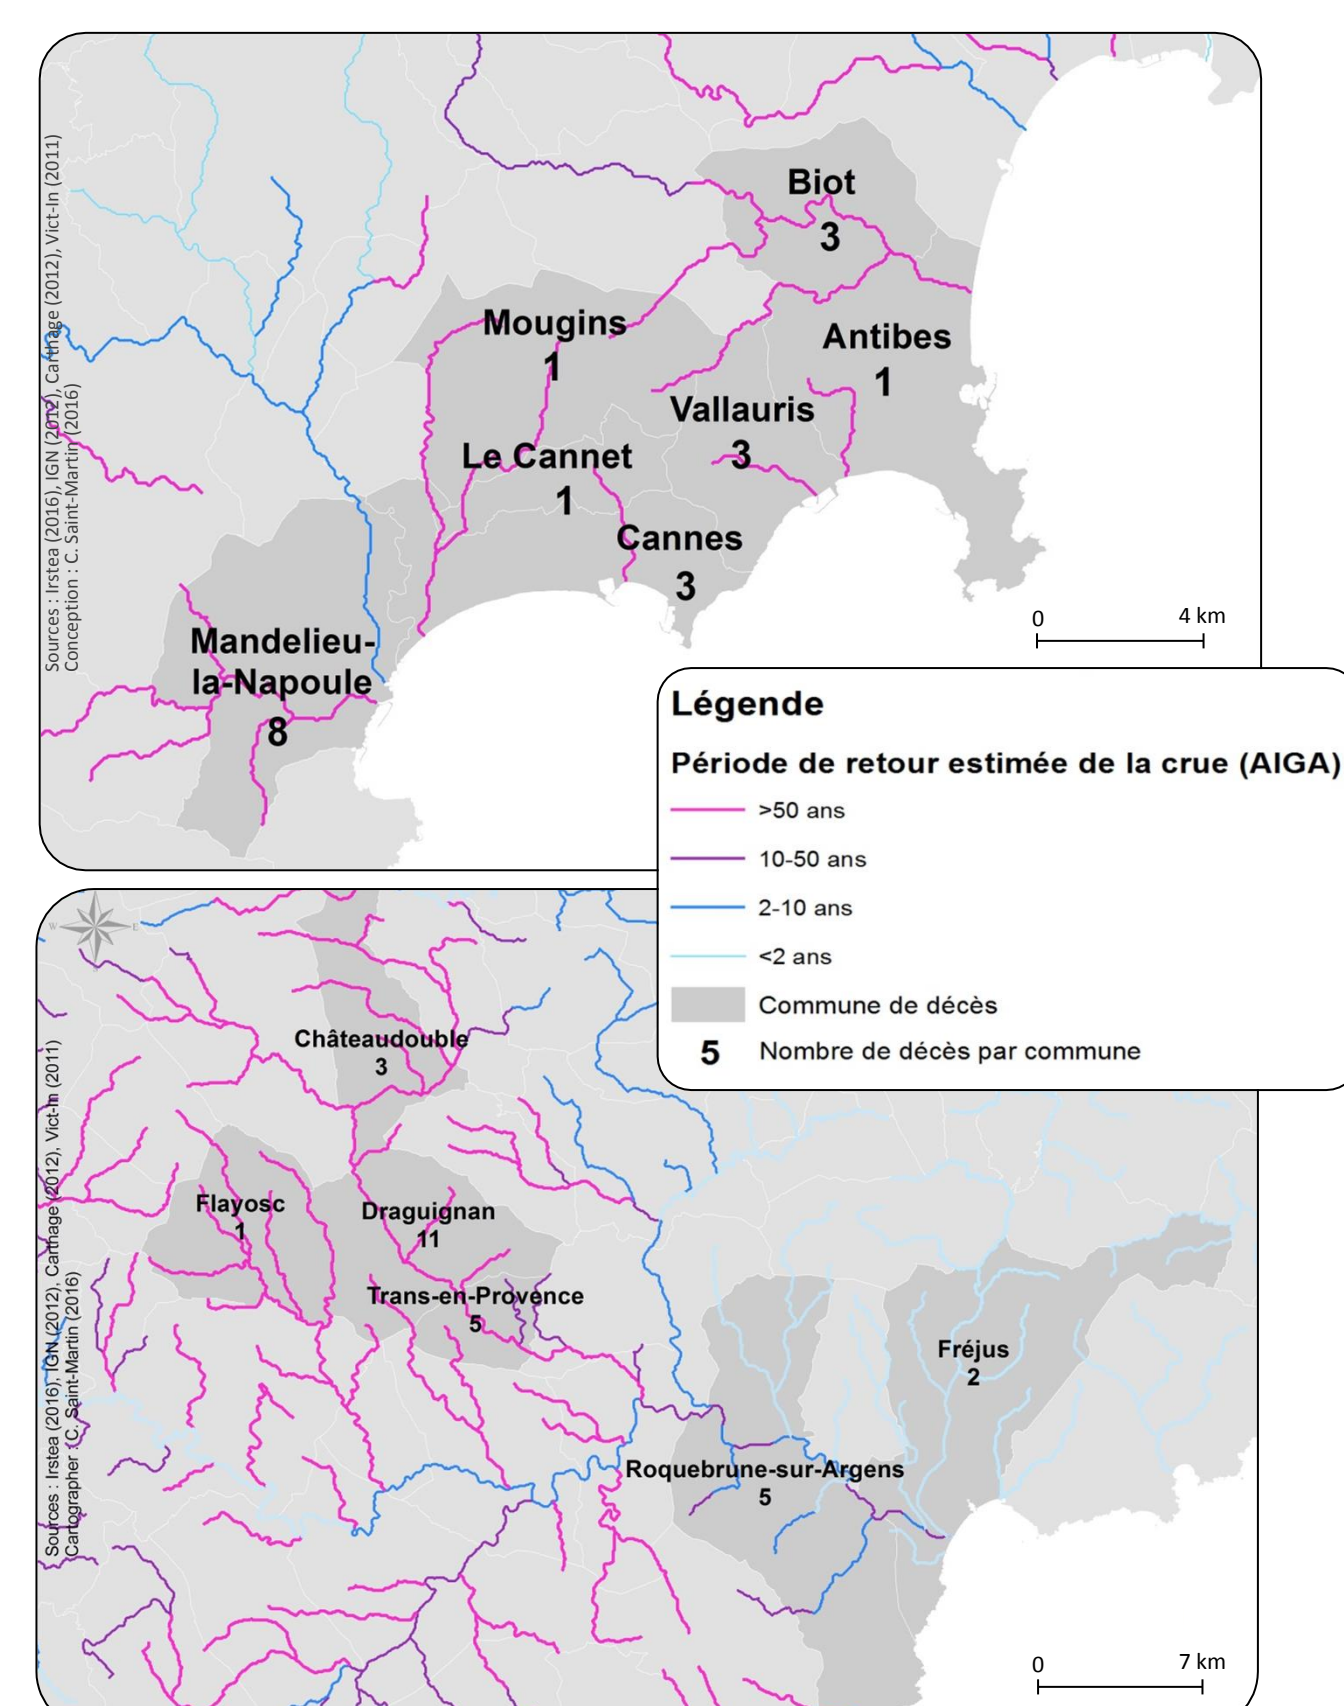 Sources : Irstea (2016), IGN (2012), Carthage (2012), Vict-In (2011)
Conception : C. Saint-Martin (2016)
Biot
3
Mougins
1
Antibes
1
Vallauris
3
Le Cannet
1
Cannes
3
Mandelieu-
la-Napoule
8
0 4 km
Légende
Période de retour estimée de la crue (AIGA)
>50 ans
10-50 ans
2-10 ans
<2 ans
Commune de décès
5 Nombre de décès par commune
W E
Sources : Irstea (2016), IGN (2012), Carthage (2012), Vict-In (2011)
Cartographer : C. Saint-Martin (2016)
Châteaudouble
3
Flayosc
1
Draguignan
11
Trans-en-Provence
5
Fréjus
2
Roquebrune-sur-Argens
5
0 7 km